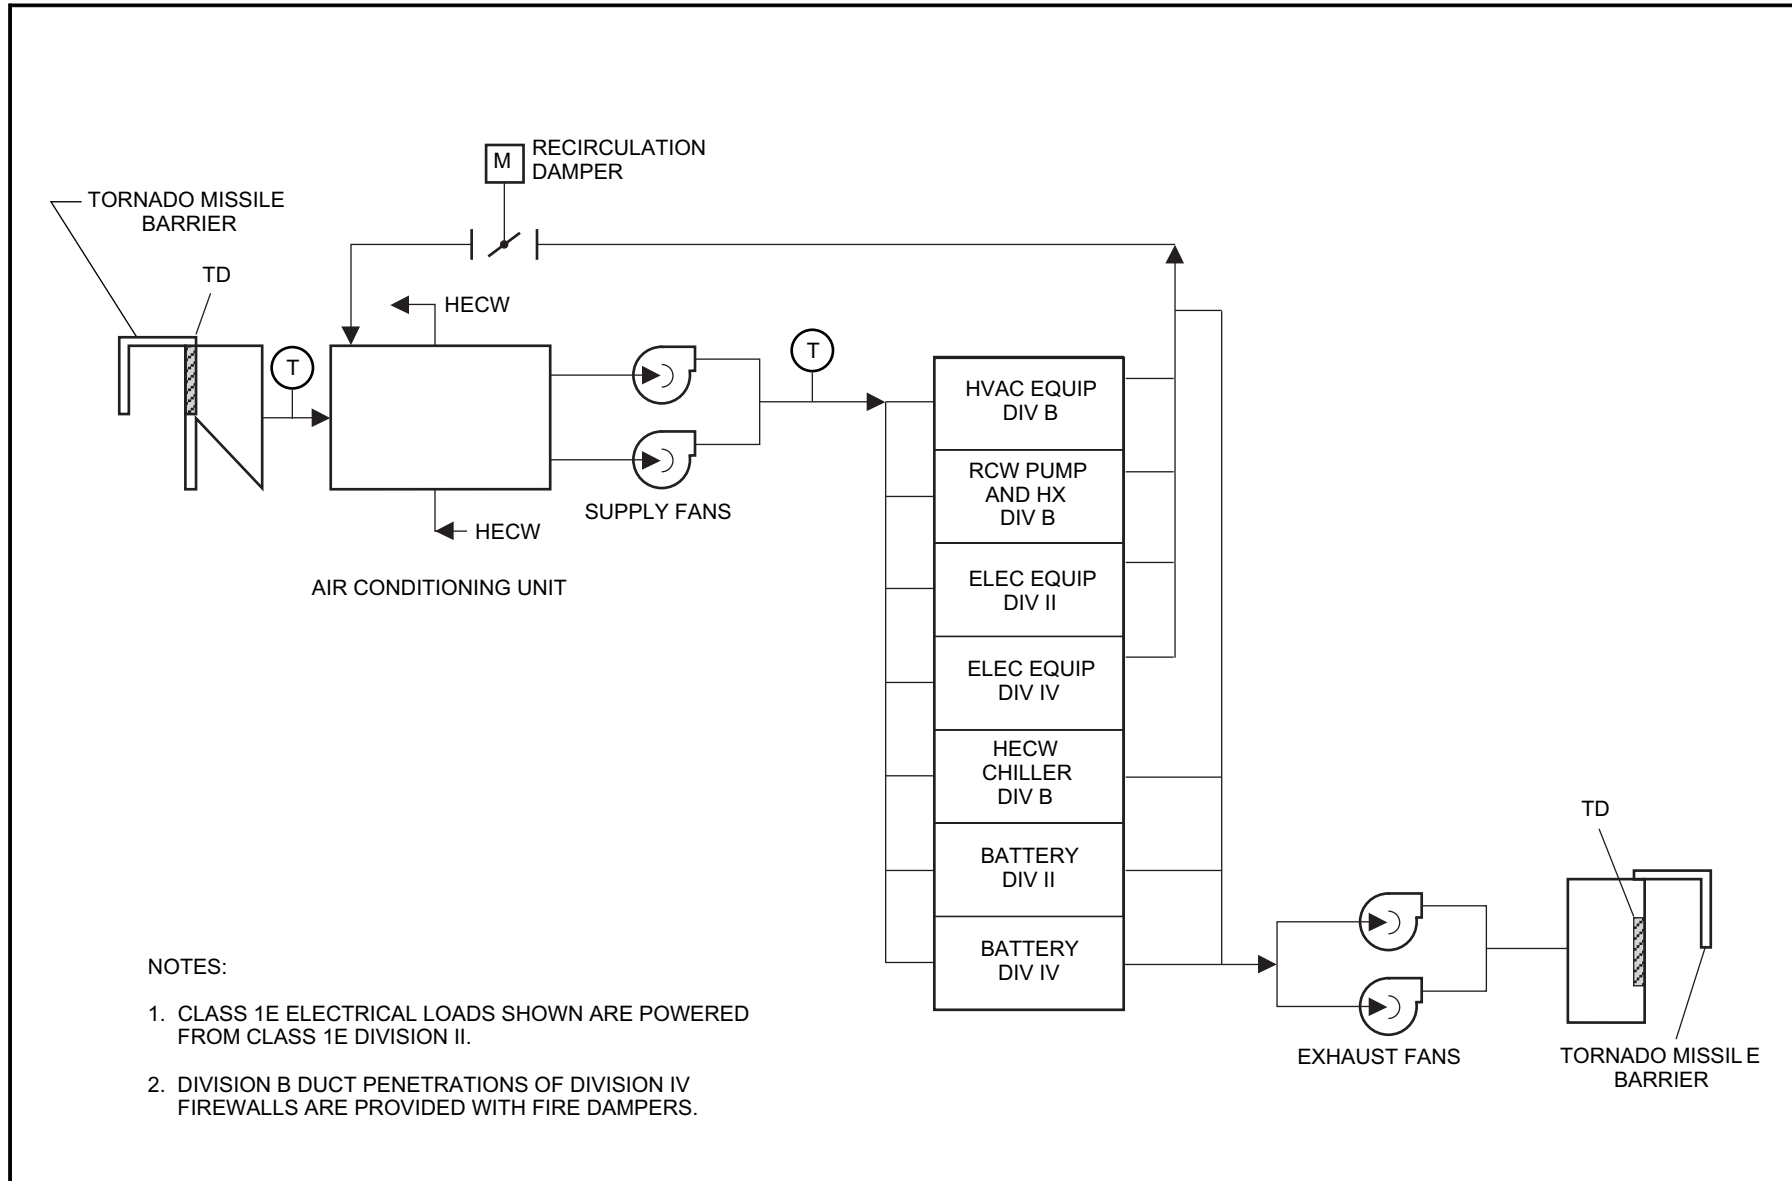 RECIRCULATION
DAMPER
M
TORNADO MISSILE
BARRIER
TD
HECW
T
T
HECW
SUPPLY FANS
AIR CONDITIONING UNIT
HVAC EQUIP
DIV B
RCW PUMP
AND HX
DIV B
ELEC EQUIP
DIV II
ELEC EQUIP
DIV IV
HECW
CHILLER
DIV B
BATTERY
DIV II
BATTERY
DIV IV
TD
EXHAUST FANS
TORNADO MISSILE
BARRIER
NOTES:
1. CLASS 1E ELECTRICAL LOADS SHOWN ARE POWERED
FROM CLASS 1E DIVISION II.
2. DIVISION B DUCT PENETRATIONS OF DIVISION IV
FIREWALLS ARE PROVIDED WITH FIRE DAMPERS.